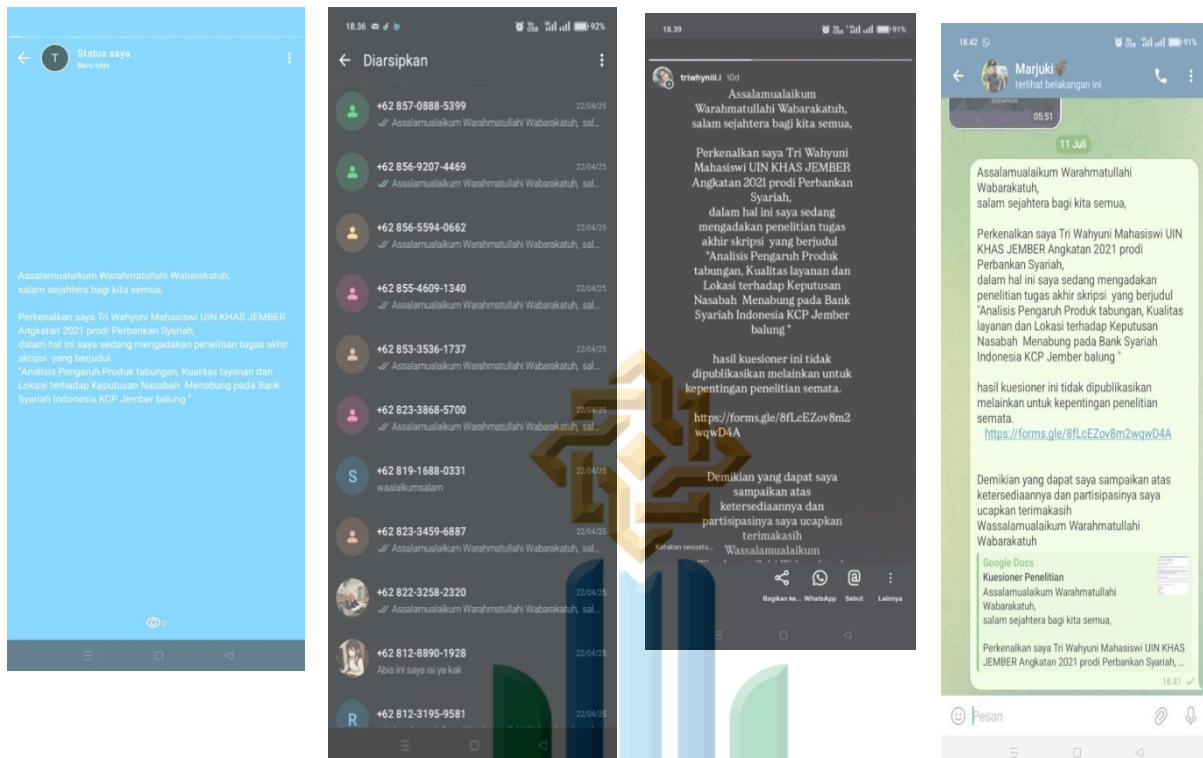 Status saya
Baru saja
T
Assalamualaikum Warahmatullahi Wabarakatuh,
salam sejahtera bagi kita semua,
Perkenalkan saya Tri Wahyuni Mahasiswi UIN KHAS JEMBER
Angkatan 2021 prodi Perbankan Syariah,
dalam hal ini saya sedang mengadakan penelitian tugas akhir
skripsi yang berjudul
"Analisis Pengaruh Produk tabungan, Kualitas layanan dan
Lokasi terhadap Keputusan Nasabah Menabung pada Bank
Syariah Indonesia KCP Jember balung "
0
18.36
92%
Diarsipkan
+62 857-0888-5399
22/04/25
Assalamualaikum Warahmatullahi Wabarakatuh, sal...
+62 856-9207-4469
22/04/25
Assalamualaikum Warahmatullahi Wabarakatuh, sal...
+62 856-5594-0662
22/04/25
Assalamualaikum Warahmatullahi Wabarakatuh, sal...
+62 855-4609-1340
22/04/25
Assalamualaikum Warahmatullahi Wabarakatuh, sal...
+62 853-3536-1737
22/04/25
Assalamualaikum Warahmatullahi Wabarakatuh, sal...
+62 823-3868-5700
22/04/25
Assalamualaikum Warahmatullahi Wabarakatuh, sal...
S
+62 819-1688-0331
22/04/25
waalaikumsalam
+62 823-3459-6887
22/04/25
Assalamualaikum Warahmatullahi Wabarakatuh, sal...
+62 822-3258-2320
22/04/25
Assalamualaikum Warahmatullahi Wabarakatuh, sal...
+62 812-8890-1928
22/04/25
Abis ini saya isi ya kak
R
+62 812-3195-9581
22/04/25
18.39
91%
triwhyniii.i 10d
Assalamualaikum
Warahmatullahi Wabarakatuh,
salam sejahtera bagi kita semua,
Perkenalkan saya Tri Wahyuni
Mahasiswi UIN KHAS JEMBER
Angkatan 2021 prodi Perbankan
Syariah,
dalam hal ini saya sedang
mengadakan penelitian tugas
akhir skripsi yang berjudul
"Analisis Pengaruh Produk
tabungan, Kualitas layanan dan
Lokasi terhadap Keputusan
Nasabah Menabung pada Bank
Syariah Indonesia KCP Jember
balung "
hasil kuesioner ini tidak
dipublikasikan melainkan untuk
kepentingan penelitian semata.
https://forms.gle/8fLcEZov8m2
wqwD4A
Demikian yang dapat saya
sampaikan atas
ketersediaannya dan
partisipasinya saya ucapkan
terimakasih
Wassalamualaikum
Katakan sesuatu...
Bagikan ke... WhatsApp Sebut Lainnya
18.42
91%
Marjuki
terlihat belakangan ini
05:51
11 Juli
Assalamualaikum Warahmatullahi
Wabarakatuh,
salam sejahtera bagi kita semua,
Perkenalkan saya Tri Wahyuni Mahasiswi UIN
KHAS JEMBER Angkatan 2021 prodi
Perbankan Syariah,
dalam hal ini saya sedang mengadakan
penelitian tugas akhir skripsi yang berjudul
"Analisis Pengaruh Produk tabungan, Kualitas
layanan dan Lokasi terhadap Keputusan
Nasabah Menabung pada Bank Syariah
Indonesia KCP Jember balung "
hasil kuesioner ini tidak dipublikasikan
melainkan untuk kepentingan penelitian
semata.
https://forms.gle/8fLcEZov8m2wqwD4A
Demikian yang dapat saya sampaikan atas
ketersediaannya dan partisipasinya saya
ucapkan terimakasih
Wassalamualaikum Warahmatullahi
Wabarakatuh
Google Docs
Kuesioner Penelitian
Assalamualaikum Warahmatullahi
Wabarakatuh,
salam sejahtera bagi kita semua,
Perkenalkan saya Tri Wahyuni Mahasiswi UIN KHAS
JEMBER Angkatan 2021 prodi Perbankan Syariah, ...
18:41
Pesan